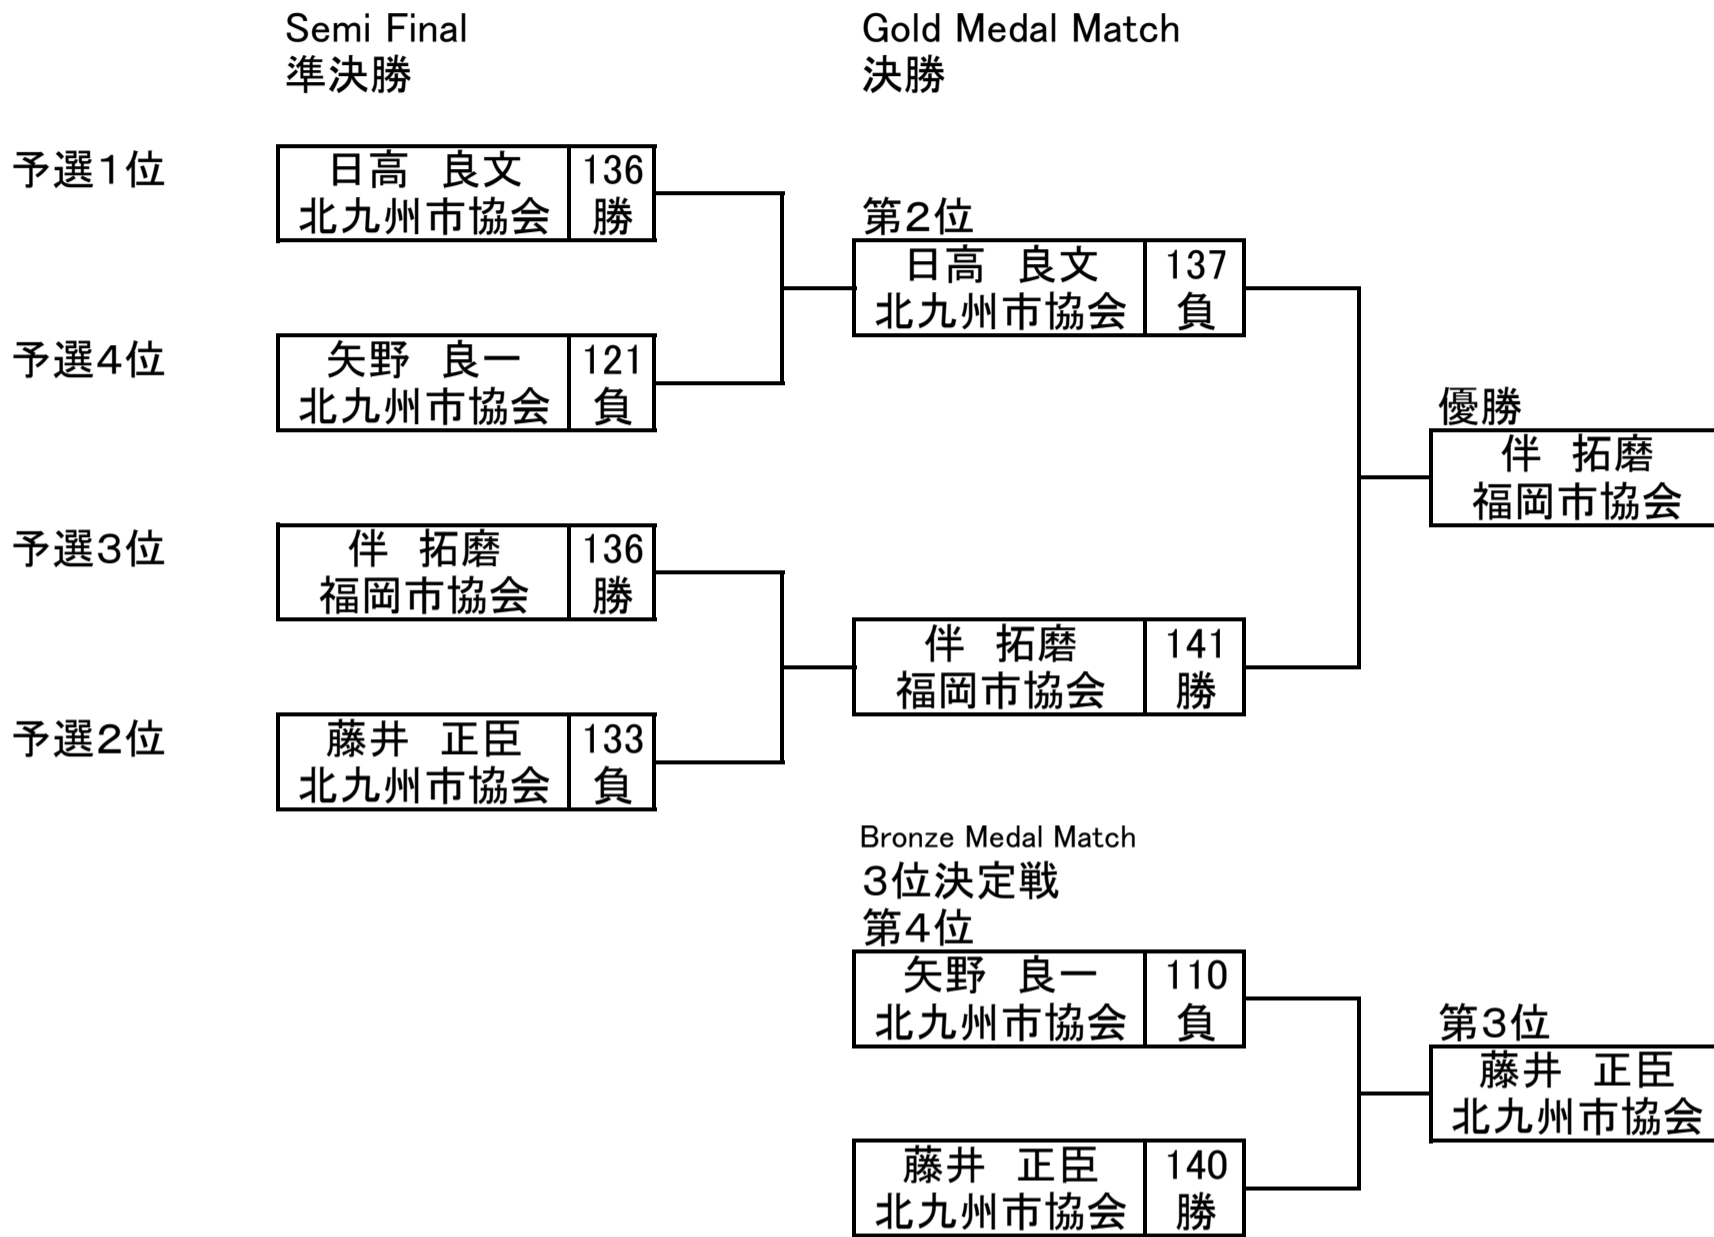 Semi Final
準決勝
Gold Medal Match
決勝
予選1位
日高　良文
北九州市協会
136
勝
第2位
日高　良文
北九州市協会
137
負
予選4位
矢野　良一
北九州市協会
121
負
優勝
伴　拓磨
福岡市協会
予選3位
伴　拓磨
福岡市協会
136
勝
伴　拓磨
福岡市協会
141
勝
予選2位
藤井　正臣
北九州市協会
133
負
Bronze Medal Match
3位決定戦
第4位
矢野　良一
北九州市協会
110
負
第3位
藤井　正臣
北九州市協会
藤井　正臣
北九州市協会
140
勝